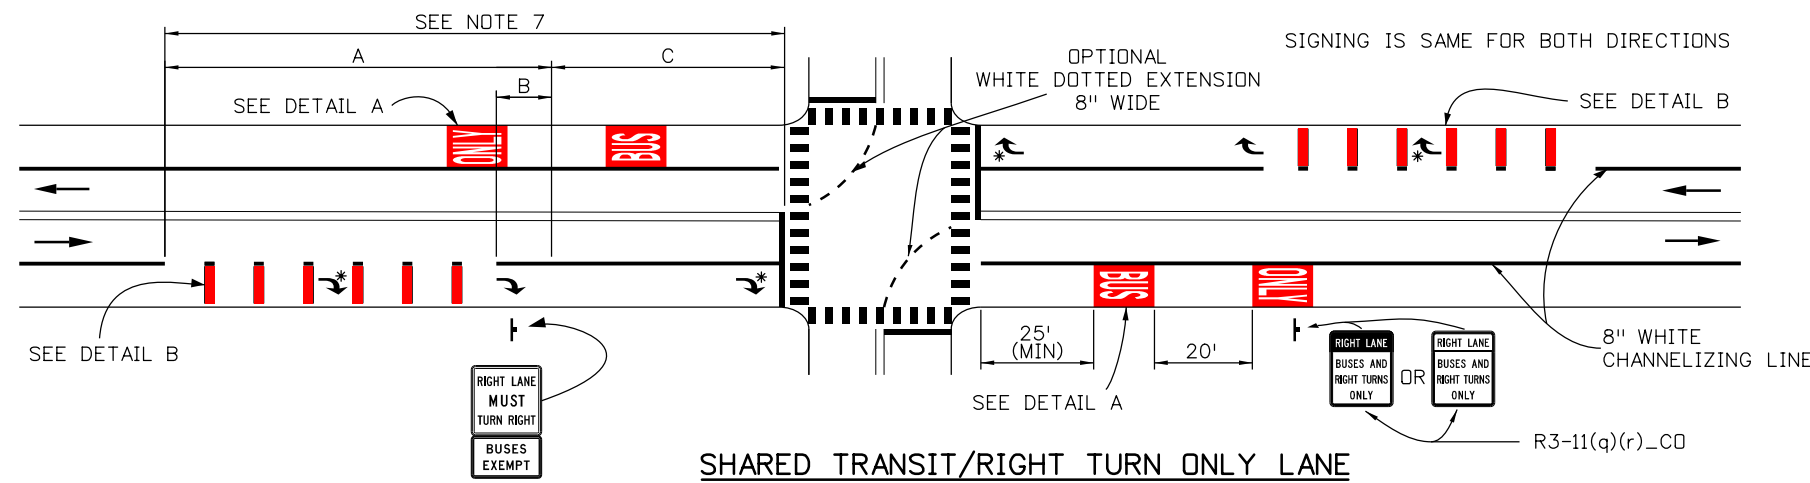 SEE NOTE 7
A
C
B
SEE DETAIL A
ONLY
BUS
OPTIONAL
WHITE DOTTED EXTENSION
8" WIDE
SIGNING IS SAME FOR BOTH DIRECTIONS
SEE DETAIL B
*
*
*
*
SEE DETAIL B
RIGHT LANE
MUST
TURN RIGHT
BUSES
EXEMPT
BUS
ONLY
25'
(MIN)
20'
SEE DETAIL A
RIGHT LANE
BUSES AND
RIGHT TURNS
ONLY
OR
RIGHT LANE
BUSES AND
RIGHT TURNS
ONLY
8" WHITE
CHANNELIZING LINE
R3-11(q)(r)_CO
SHARED TRANSIT/RIGHT TURN ONLY LANE